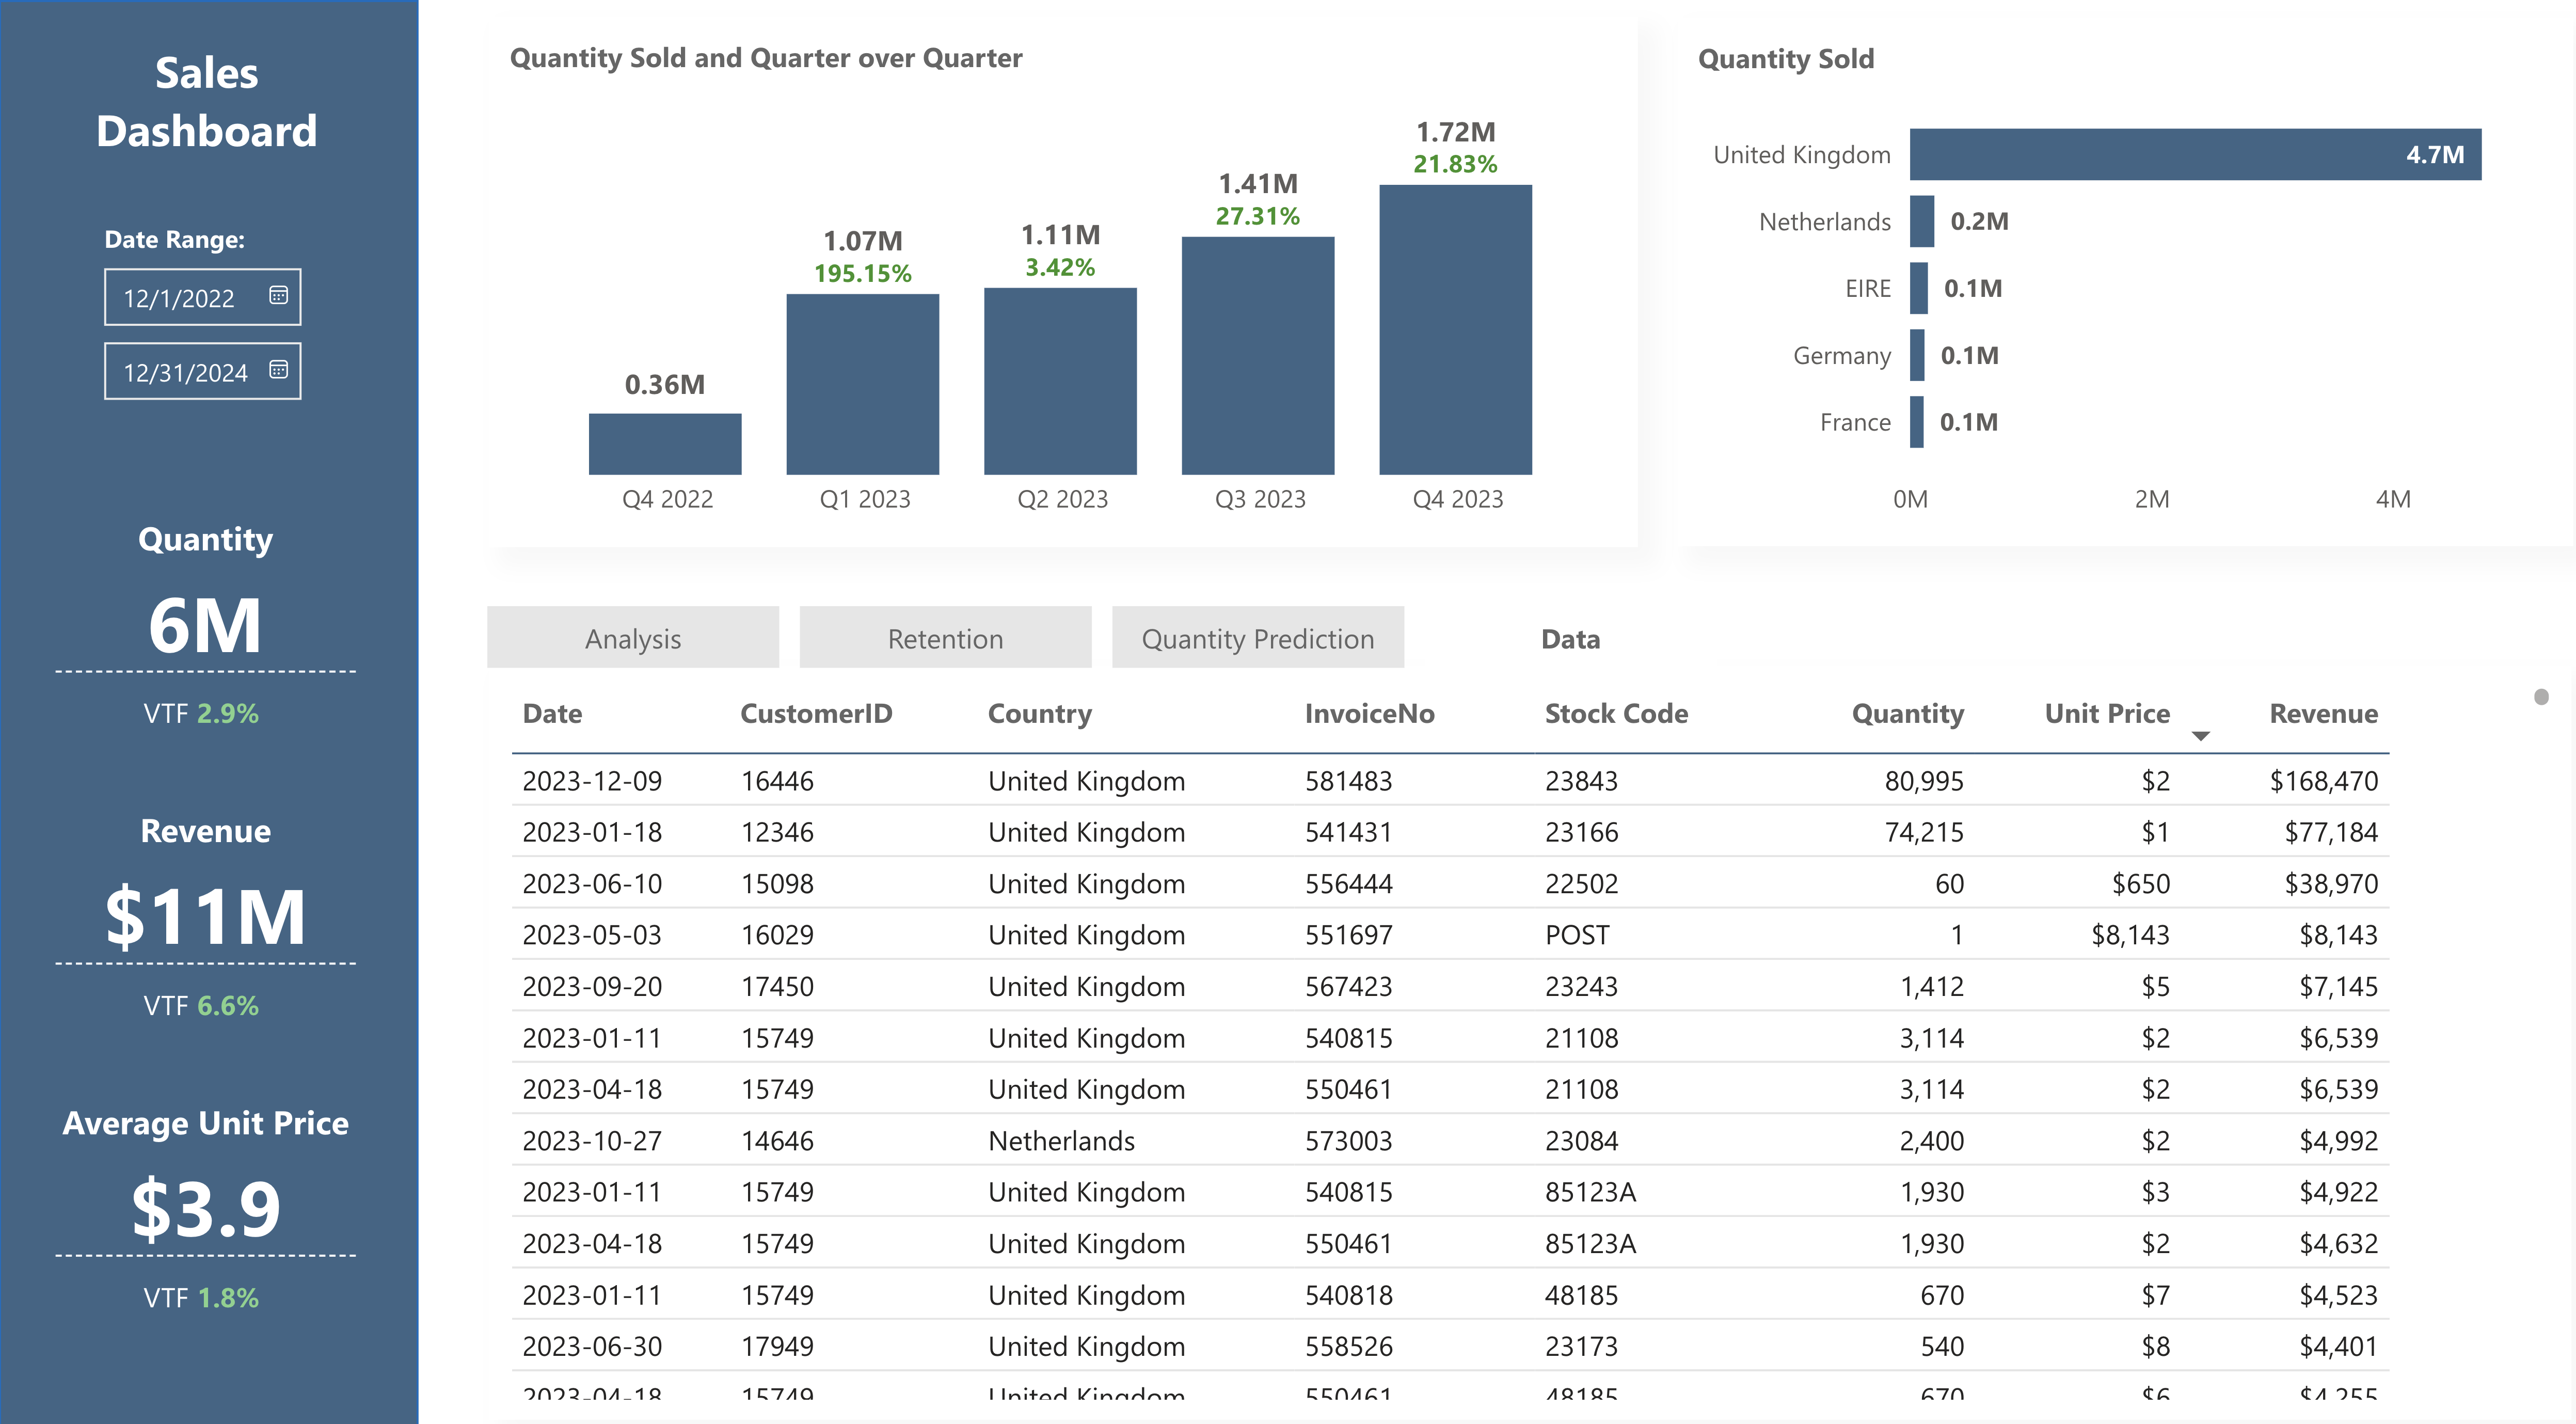 Sales
Dashboard
Date Range:
12/1/2022
12/31/2024
Quantity
6M
VTF 2.9%
Revenue
$11M
VTF 6.6%
Average Unit Price
$3.9
VTF 1.8%
Quantity Sold and Quarter over Quarter
0.36M
1.07M
195.15%
1.11M
3.42%
1.41M
27.31%
1.72M
21.83%
Q4 2022 Q1 2023 Q2 2023 Q3 2023 Q4 2023
Quantity Sold
United Kingdom 4.7M
Netherlands 0.2M
EIRE 0.1M
Germany 0.1M
France 0.1M
0M 2M 4M
Analysis Retention Quantity Prediction Data
Date CustomerID Country InvoiceNo Stock Code Quantity Unit Price Revenue
2023-12-09 16446 United Kingdom 581483 23843 80,995 $2 $168,470
2023-01-18 12346 United Kingdom 541431 23166 74,215 $1 $77,184
2023-06-10 15098 United Kingdom 556444 22502 60 $650 $38,970
2023-05-03 16029 United Kingdom 551697 POST 1 $8,143 $8,143
2023-09-20 17450 United Kingdom 567423 23243 1,412 $5 $7,145
2023-01-11 15749 United Kingdom 540815 21108 3,114 $2 $6,539
2023-04-18 15749 United Kingdom 550461 21108 3,114 $2 $6,539
2023-10-27 14646 Netherlands 573003 23084 2,400 $2 $4,992
2023-01-11 15749 United Kingdom 540815 85123A 1,930 $3 $4,922
2023-04-18 15749 United Kingdom 550461 85123A 1,930 $2 $4,632
2023-01-11 15749 United Kingdom 540818 48185 670 $7 $4,523
2023-06-30 17949 United Kingdom 558526 23173 540 $8 $4,401
2023-04-18 15749 United Kingdom 550461 48185 670 $6 $4,255